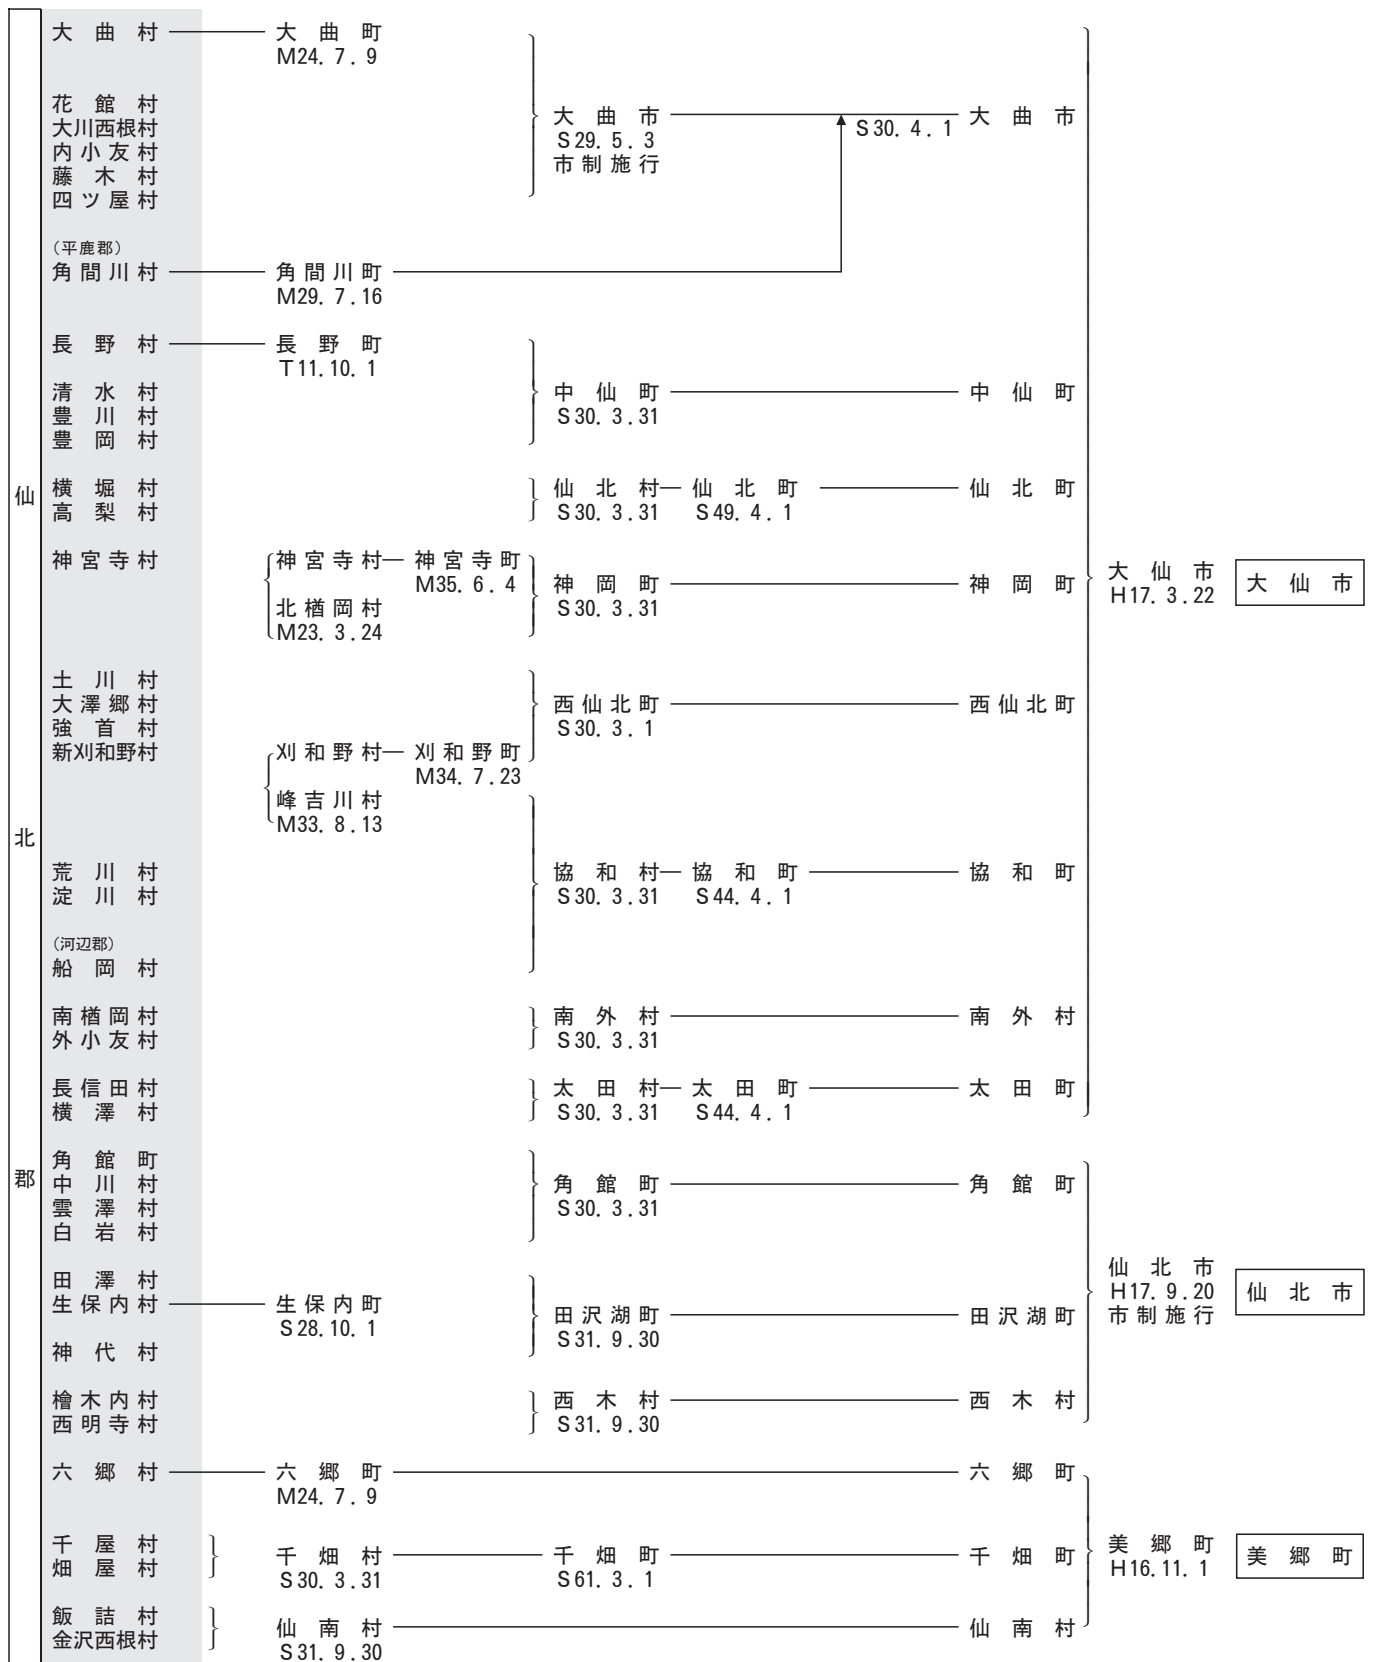 仙北郡
大曲村 大曲町
M24.7.9
花館村
大川西根村 大曲市 S30.4.1 大曲市
内小友村 S29.5.3
藤木村 市制施行
四ツ屋村
(平鹿郡)
角間川村 角間川町
M29.7.16
長野村 長野町
T11.10.1
清水村 中仙町 中仙町
豊川村 S30.3.31
豊岡村
横堀村 仙北村 仙北町 仙北町
高梨村 S30.3.31 S49.4.1
神宮寺村 神宮寺村 神宮寺町
M35.6.4 神岡町 神岡町 大仙市 大仙市
北楢岡村 S30.3.31 H17.3.22
M23.3.24
土川村
大澤郷村 西仙北町 西仙北町
強首村 S30.3.1
新刈和野村 刈和野村 刈和野町
M34.7.23
峰吉川村
M33.8.13
荒川村 協和村 協和町 協和町
淀川村 S30.3.31 S44.4.1
(河辺郡)
船岡村
南楢岡村 南外村 南外村
外小友村 S30.3.31
長信田村 太田村 太田町 太田町
横澤村 S30.3.31 S44.4.1
角館町
中川村 角館町 角館町
雲澤村 S30.3.31
白岩村
田澤村 仙北市
H17.9.20 仙北市
生保内村 生保内町 田沢湖町 田沢湖町 市制施行
S28.10.1 S31.9.30
神代村
檜木内村 西木村 西木村
西明寺村 S31.9.30
六郷村 六郷町 六郷町
M24.7.9
千屋村 千畑村 千畑町 千畑町 美郷町 美郷町
畑屋村 S30.3.31 S61.3.1 H16.11.1
飯詰村 仙南村 仙南村
金沢西根村 S31.9.30